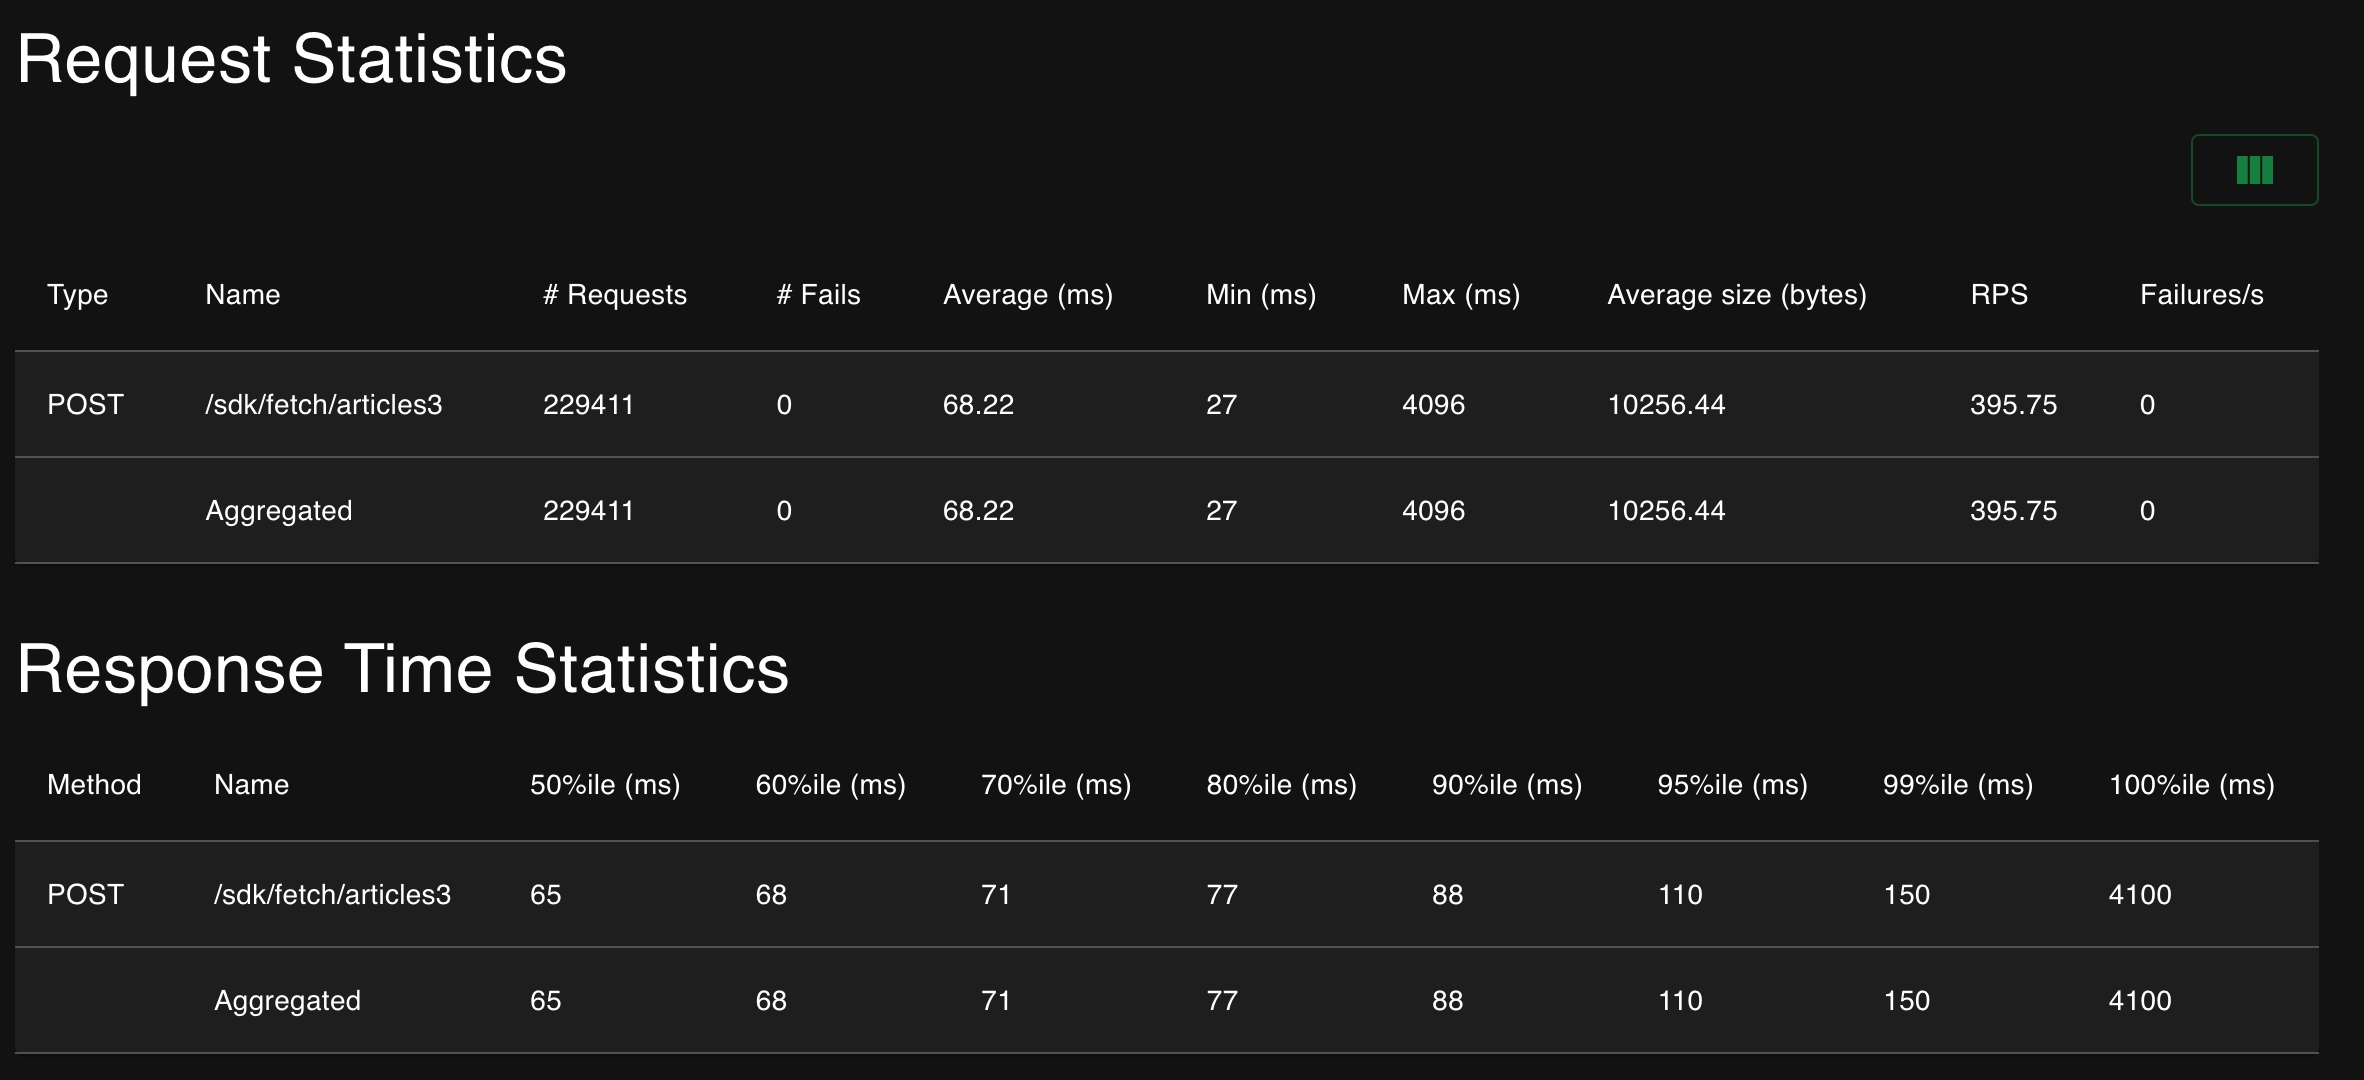 Request Statistics
Type Name # Requests # Fails Average (ms) Min (ms) Max (ms) Average size (bytes) RPS Failures/s
POST /sdk/fetch/articles3 229411 0 68.22 27 4096 10256.44 395.75 0
Aggregated 229411 0 68.22 27 4096 10256.44 395.75 0
Response Time Statistics
Method Name 50%ile (ms) 60%ile (ms) 70%ile (ms) 80%ile (ms) 90%ile (ms) 95%ile (ms) 99%ile (ms) 100%ile (ms)
POST /sdk/fetch/articles3 65 68 71 77 88 110 150 4100
Aggregated 65 68 71 77 88 110 150 4100